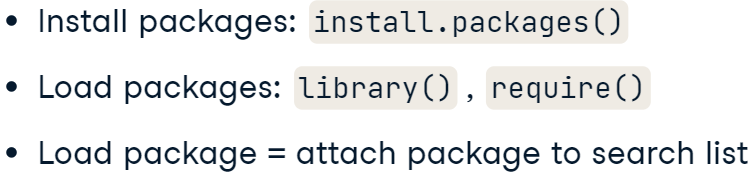 • Install packages: install.packages()
• Load packages: library() , require()
• Load package = attach package to search list